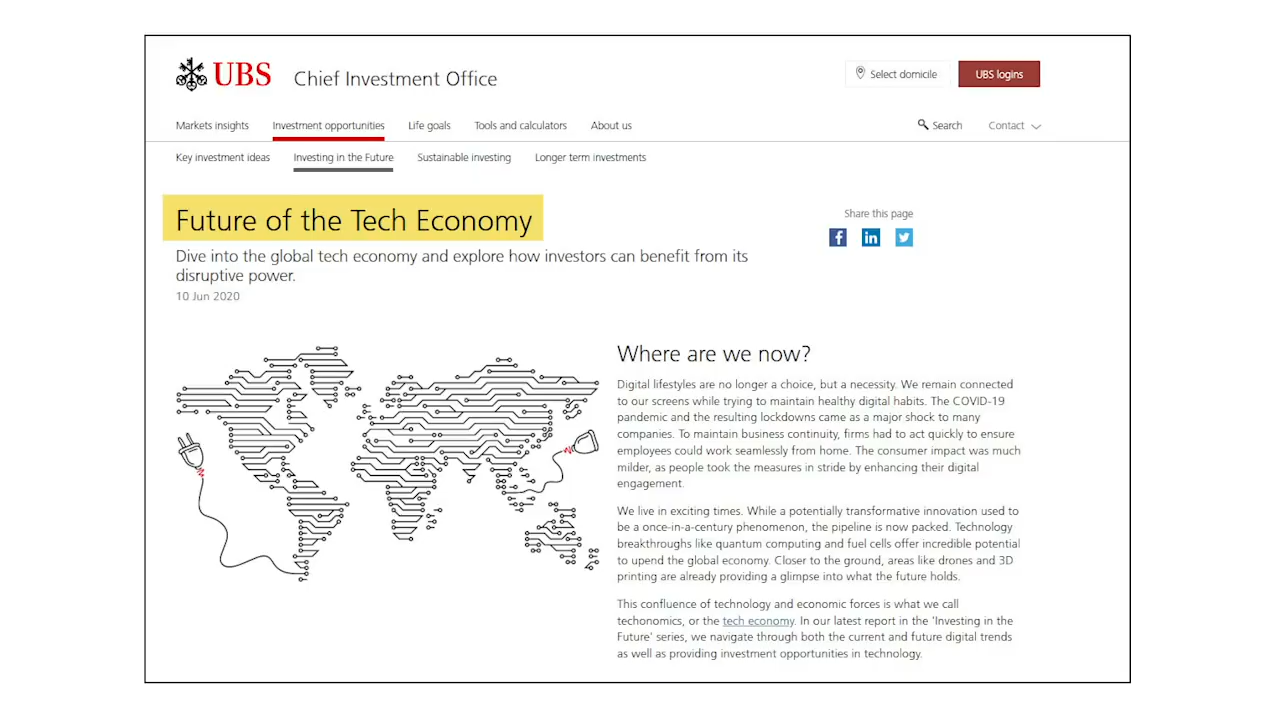 UBS Chief Investment Office
Select domicile
UBS logins
Markets insights Investment opportunities Life goals Tools and calculators About us
Search Contact
Key investment ideas Investing in the Future Sustainable investing Longer term investments
Future of the Tech Economy
Share this page
Dive into the global tech economy and explore how investors can benefit from its
disruptive power.
10 Jun 2020
Where are we now?
Digital lifestyles are no longer a choice, but a necessity. We remain connected
to our screens while trying to maintain healthy digital habits. The COVID-19
pandemic and the resulting lockdowns came as a major shock to many
companies. To maintain business continuity, firms had to act quickly to ensure
employees could work seamlessly from home. The consumer impact was much
milder, as people took the measures in stride by enhancing their digital
engagement.
We live in exciting times. While a potentially transformative innovation used to
be a once-in-a-century phenomenon, the pipeline is now packed. Technology
breakthroughs like quantum computing and fuel cells offer incredible potential
to upend the global economy. Closer to the ground, areas like drones and 3D
printing are already providing a glimpse into what the future holds.
This confluence of technology and economic forces is what we call
techonomics, or the tech economy. In our latest report in the 'Investing in the
Future' series, we navigate through both the current and future digital trends
as well as providing investment opportunities in technology.